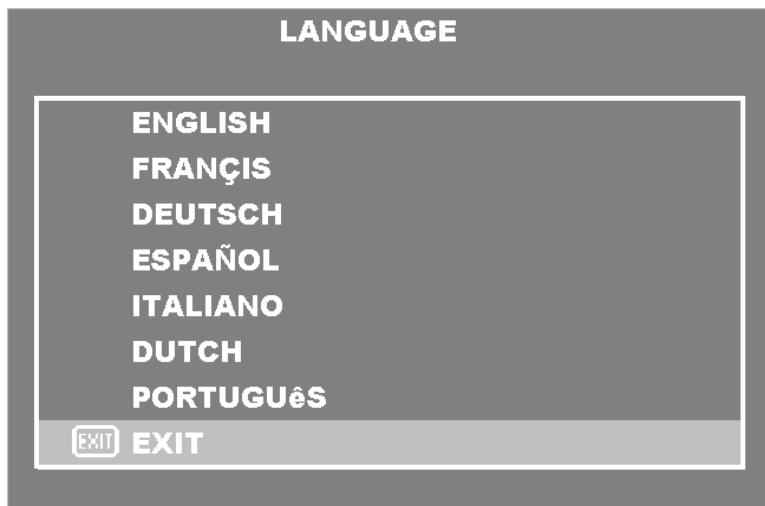 LANGUAGE
ENGLISH
FRANÇIS
DEUTSCH
ESPAÑOL
ITALIANO
DUTCH
PORTUGUêS
EXIT EXIT